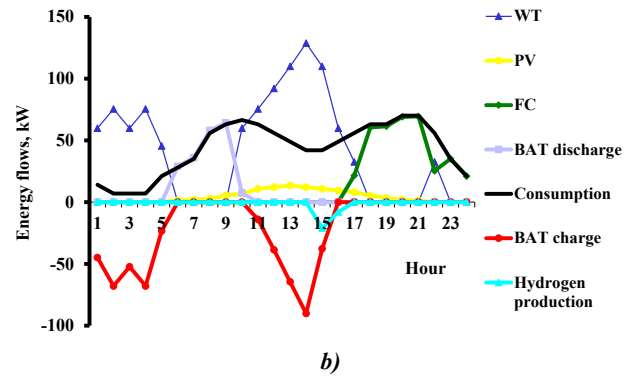 150
100
50
0
-50
-100
Energy flows, kW
1 3 5 7 9 11 13 15 17 19 21 23
Hour
WT
PV
FC
BAT discharge
Consumption
BAT charge
Hydrogen
production
b)